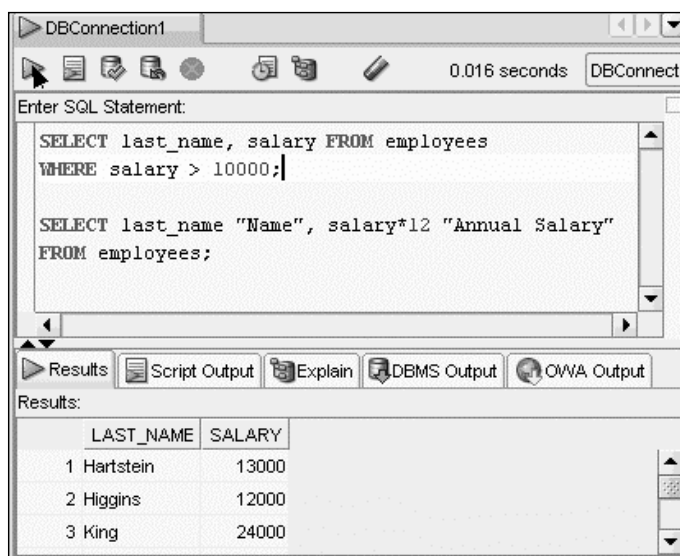 DBConnection1
0.016 seconds DBConnect
Enter SQL Statement:
SELECT last_name, salary FROM employees
WHERE salary > 10000;
SELECT last_name "Name", salary*12 "Annual Salary"
FROM employees;
Results Script Output Explain DBMS Output OWA Output
Results:
LAST_NAME SALARY
1 Hartstein 13000
2 Higgins 12000
3 King 24000